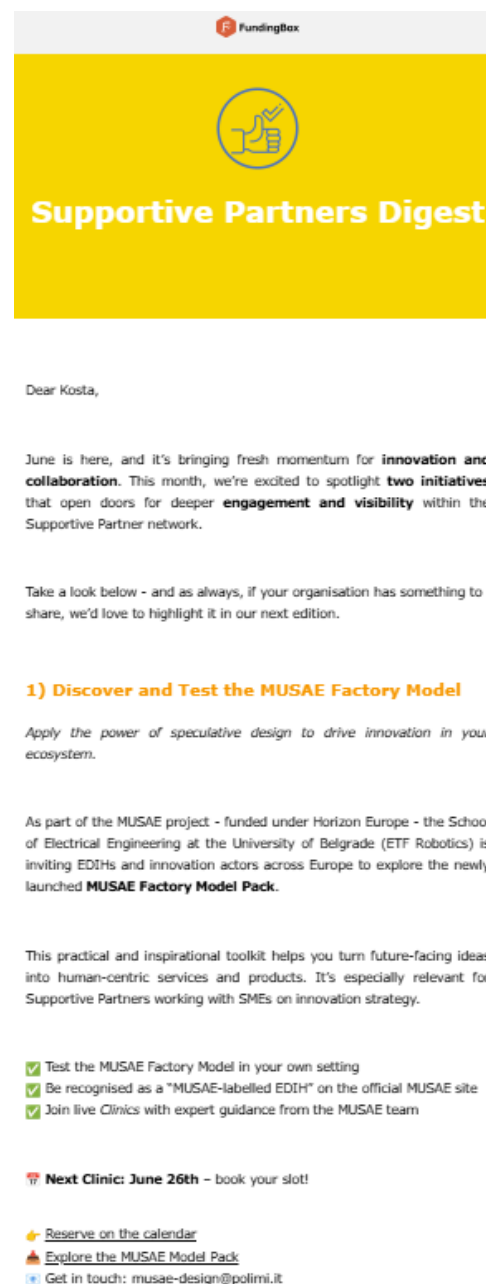 FundingBox
Supportive Partners Digest
Dear Kosta,
June is here, and it's bringing fresh momentum for innovation and
collaboration. This month, we're excited to spotlight two initiatives
that open doors for deeper engagement and visibility within the
Supportive Partner network.
Take a look below - and as always, if your organisation has something to
share, we'd love to highlight it in our next edition.
1) Discover and Test the MUSAE Factory Model
Apply the power of speculative design to drive innovation in your
ecosystem.
As part of the MUSAE project - funded under Horizon Europe - the School
of Electrical Engineering at the University of Belgrade (ETF Robotics) is
inviting EDIHs and innovation actors across Europe to explore the newly
launched MUSAE Factory Model Pack.
This practical and inspirational toolkit helps you turn future-facing ideas
into human-centric services and products. It's especially relevant for
Supportive Partners working with SMEs on innovation strategy.
✅ Test the MUSAE Factory Model in your own setting
✅ Be recognised as a "MUSAE-labelled EDIH" on the official MUSAE site
✅ Join live Clinics with expert guidance from the MUSAE team
📅 Next Clinic: June 26th – book your slot!
👉 Reserve on the calendar
📥 Explore the MUSAE Model Pack
📧 Get in touch: musae-design@polimi.it